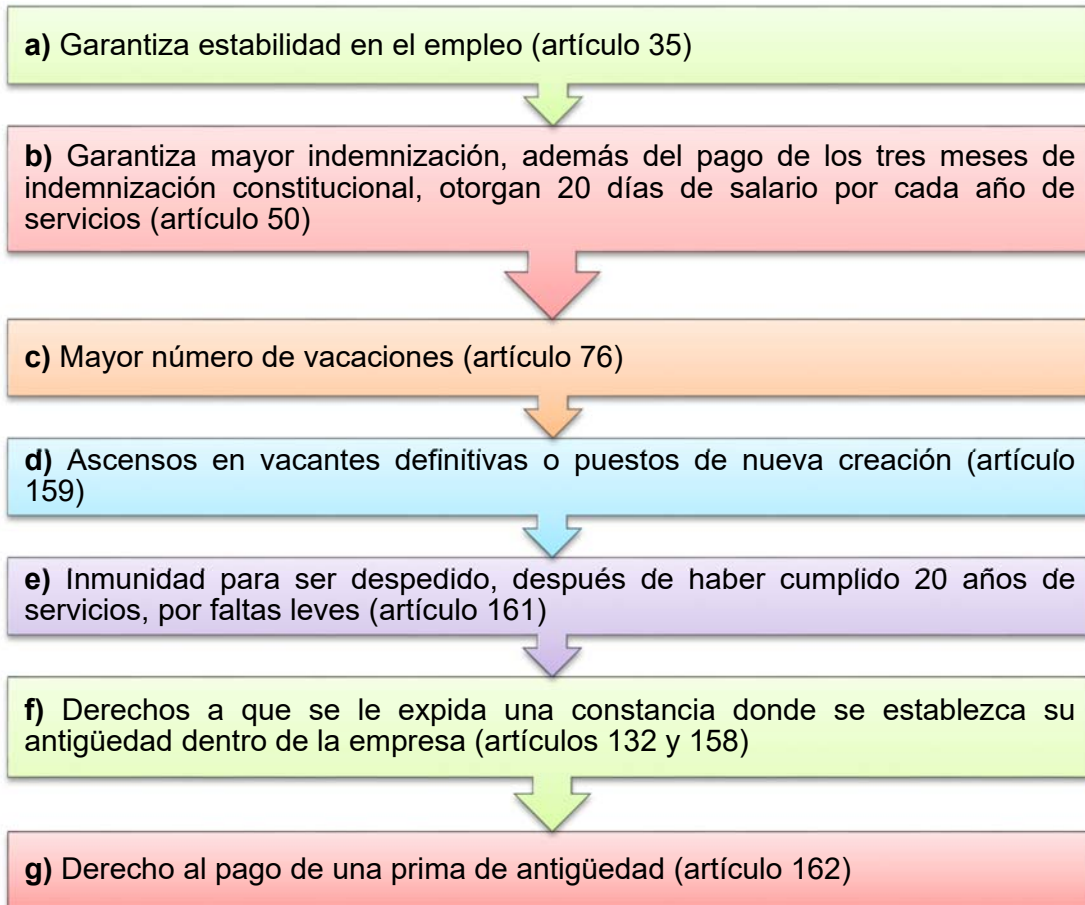 a) Garantiza estabilidad en el empleo (artículo 35)
b) Garantiza mayor indemnización, además del pago de los tres meses de
indemnización constitucional, otorgan 20 días de salario por cada año de
servicios (artículo 50)
c) Mayor número de vacaciones (artículo 76)
d) Ascensos en vacantes definitivas o puestos de nueva creación (artículo
159)
e) Inmunidad para ser despedido, después de haber cumplido 20 años de
servicios, por faltas leves (artículo 161)
f) Derechos a que se le expida una constancia donde se establezca su
antigüedad dentro de la empresa (artículos 132 y 158)
g) Derecho al pago de una prima de antigüedad (artículo 162)